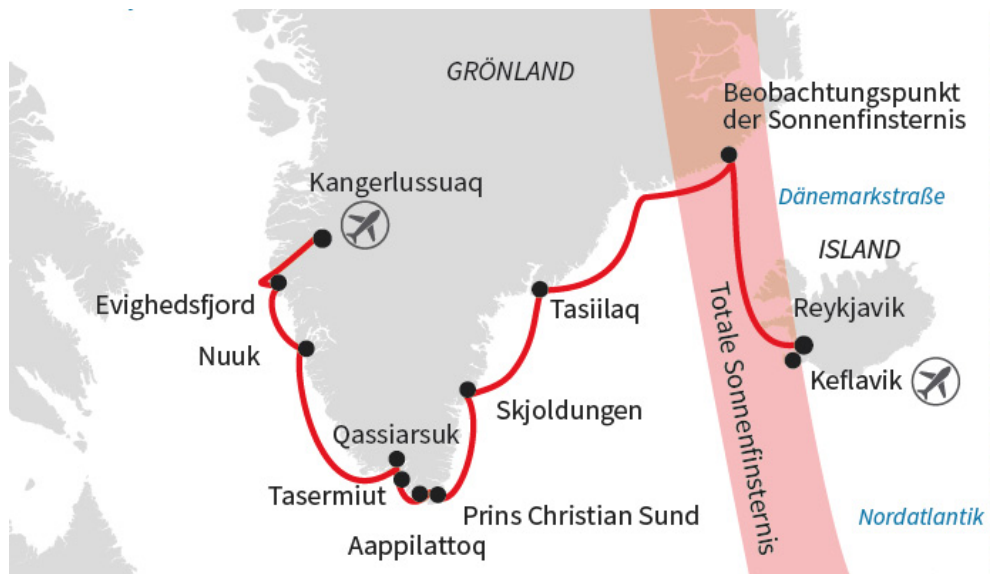 GRÖNLAND
Beobachtungspunkt
der Sonnenfinsternis
Kangerlussuaq
Dänemarkstraße
ISLAND
Evighedsfjord
Tasiilaq
Reykjavik
Nuuk
Keflavik
Skjoldungen
Totale Sonnenfinsternis
Qassiarsuk
Tasermiut
Prins Christian Sund
Nordatlantik
Aappilattoq